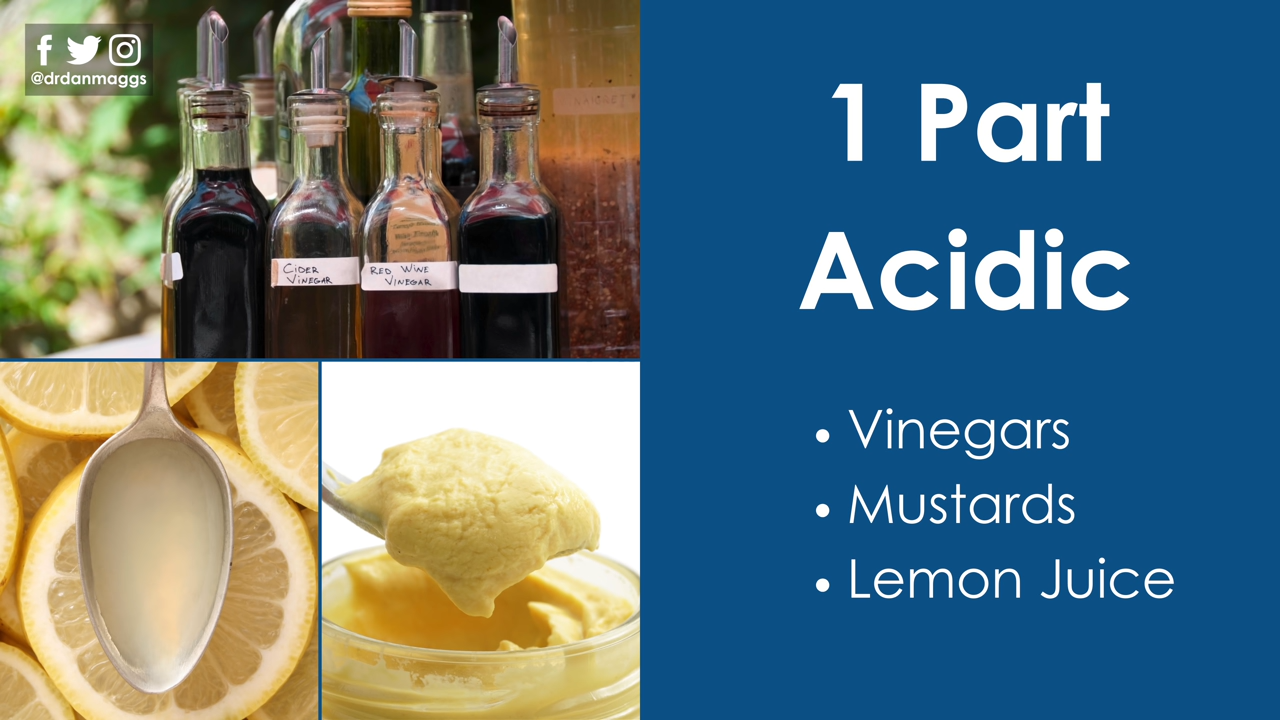 @drdanmaggs
CIDER
VINEGAR
RED WINE
VINEGAR
1 Part
Acidic
• Vinegars
• Mustards
• Lemon Juice